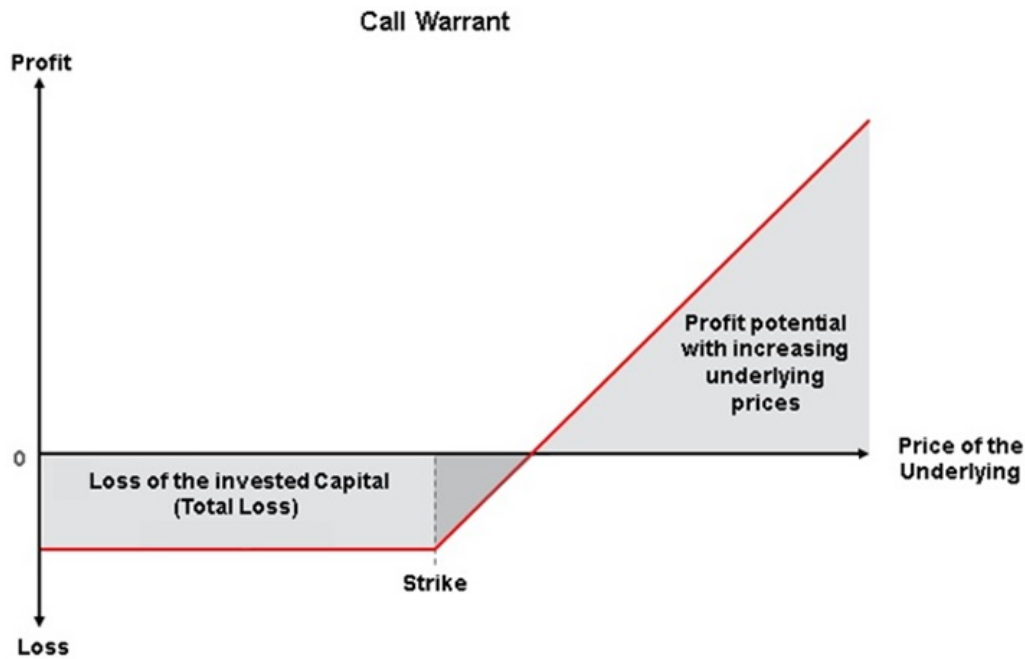 Call Warrant
Profit
Profit potential
with increasing
underlying
prices
0
Price of the
Underlying
Loss of the invested Capital
(Total Loss)
Strike
Loss